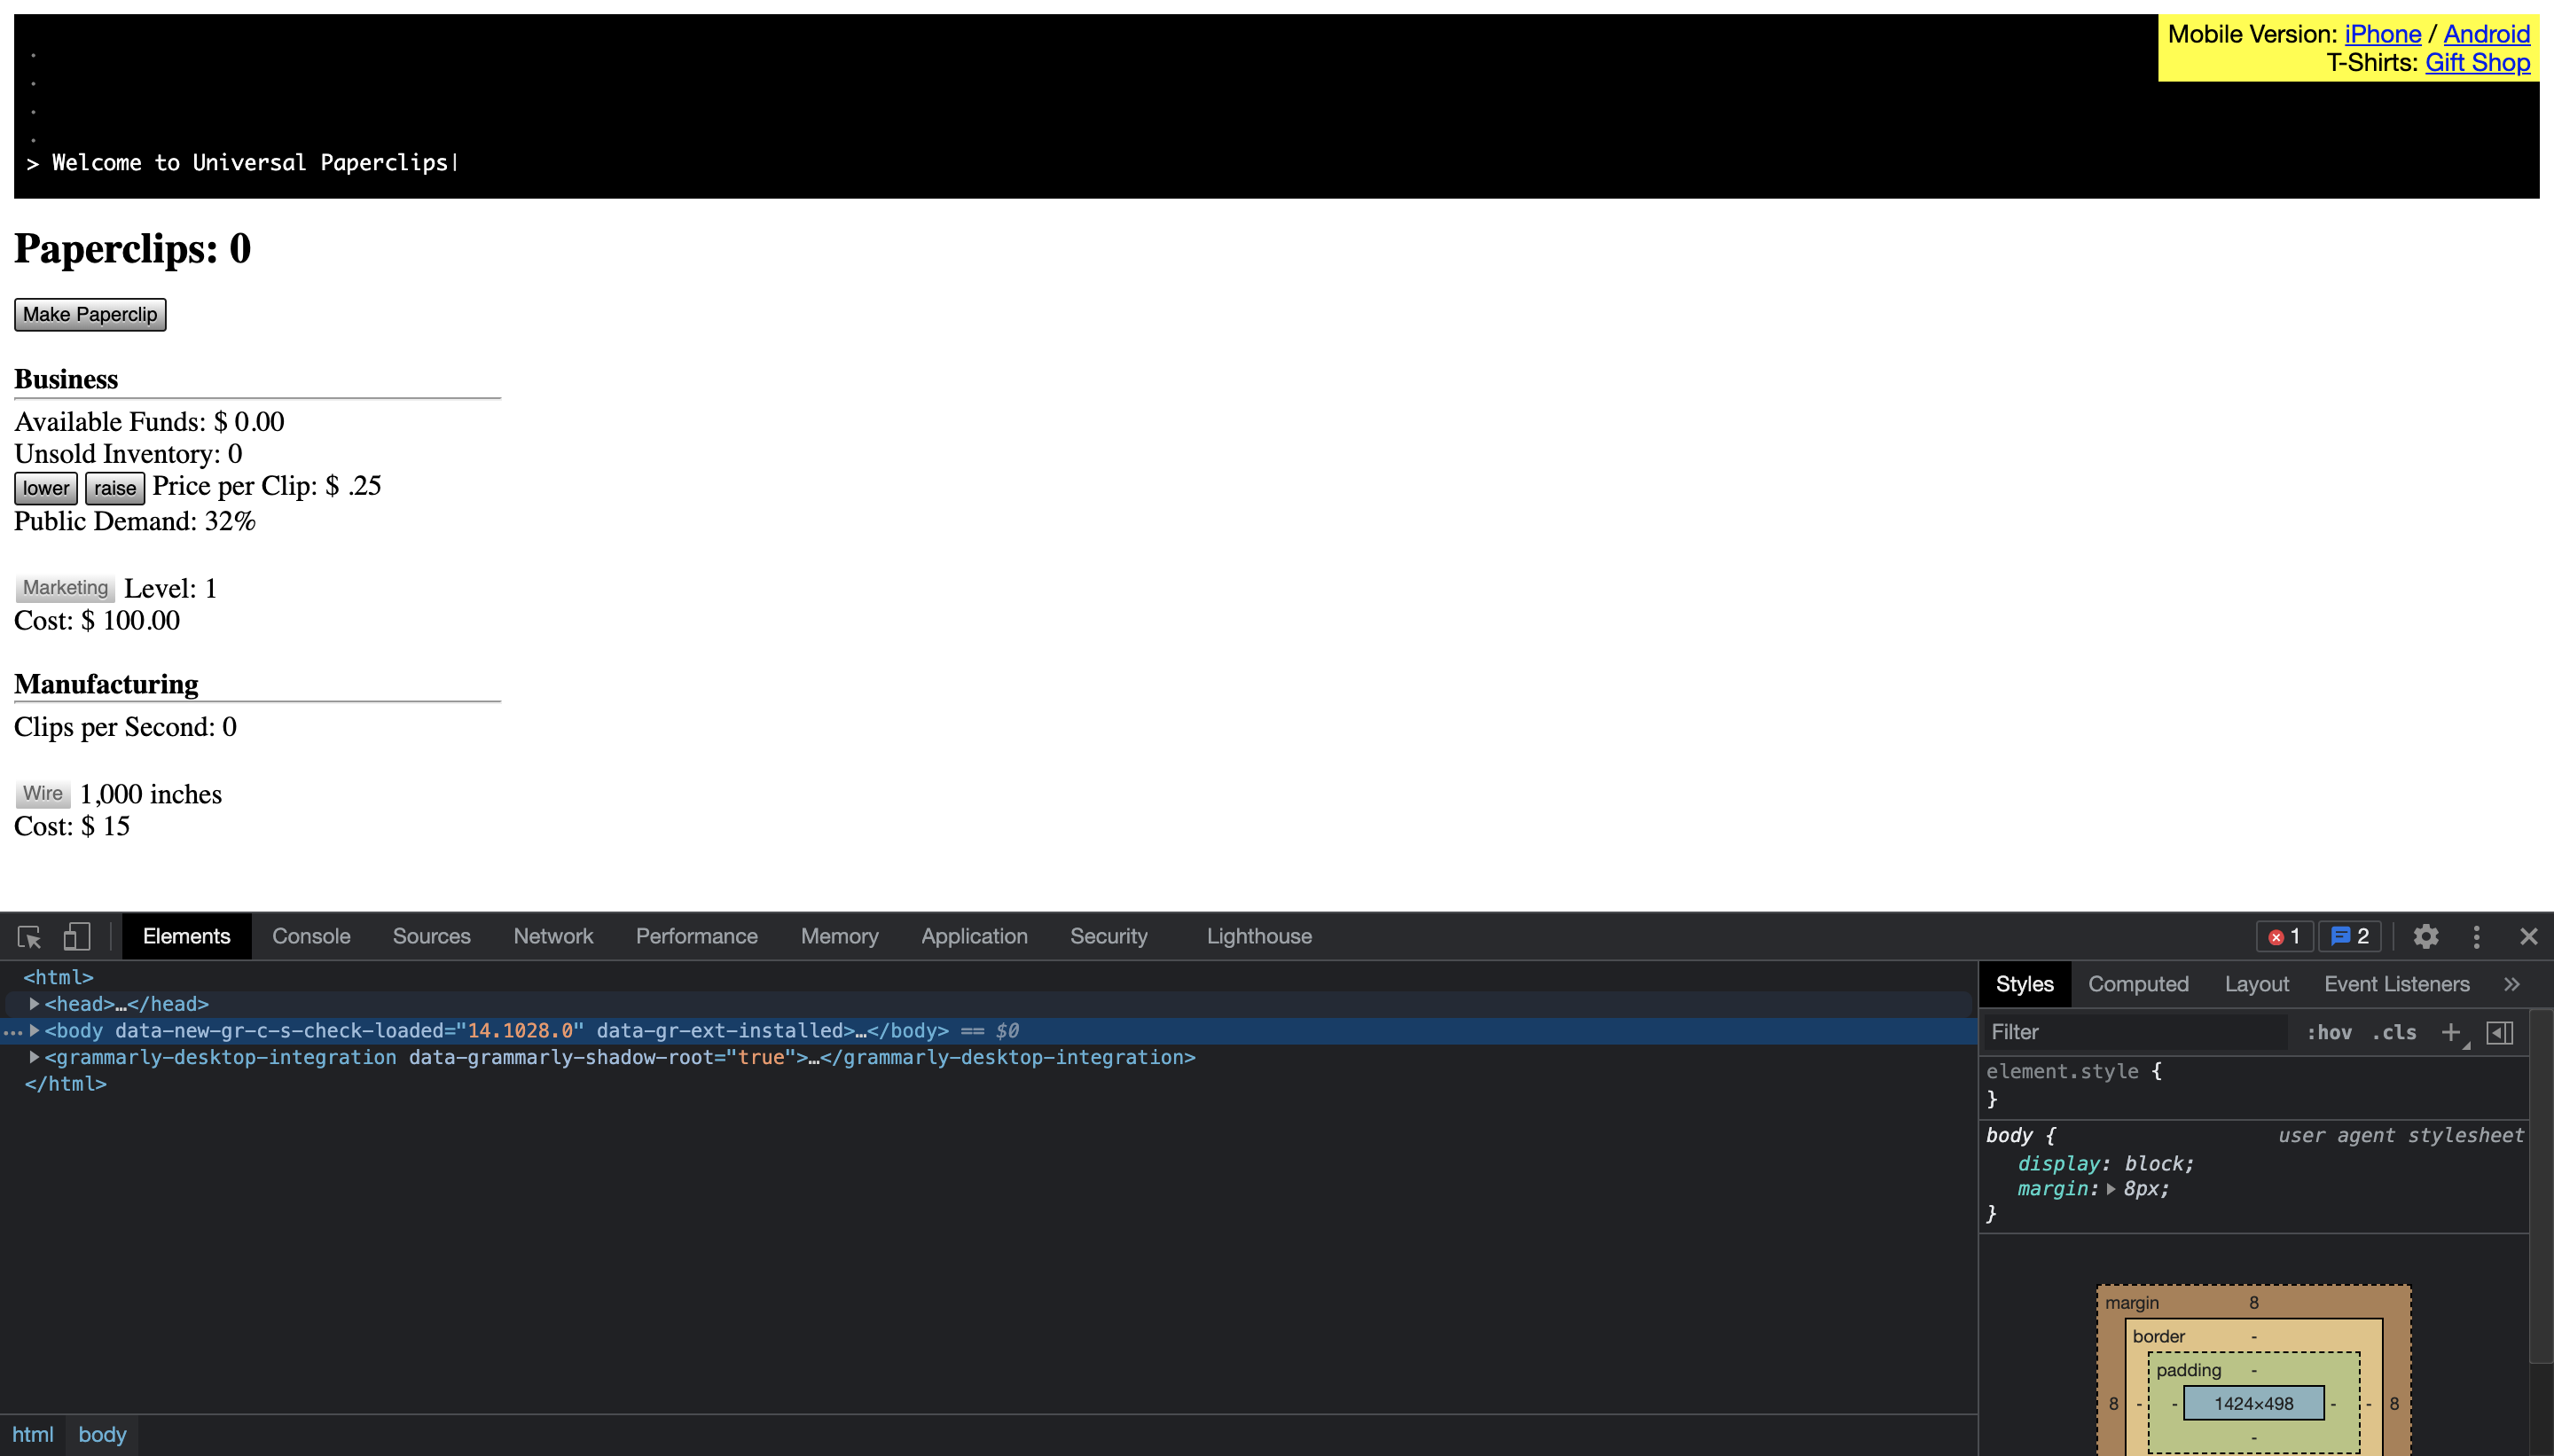 Mobile Version: iPhone / Android
T-Shirts: Gift Shop
.
.
.
.
> Welcome to Universal Paperclips|
Paperclips: 0
Make Paperclip
Business
Available Funds: $ 0.00
Unsold Inventory: 0
lower raise Price per Clip: $ .25
Public Demand: 32%
Marketing Level: 1
Cost: $ 100.00
Manufacturing
Clips per Second: 0
Wire 1,000 inches
Cost: $ 15
Elements Console Sources Network Performance Memory Application Security Lighthouse 1 2
<html>
<head>…</head>
… <body data-new-gr-c-s-check-loaded="14.1028.0" data-gr-ext-installed>…</body> == $0
<grammarly-desktop-integration data-grammarly-shadow-root="true">…</grammarly-desktop-integration>
</html>
html body
Styles Computed Layout Event Listeners »
Filter :hov .cls +
element.style {
}
body { user agent stylesheet
display: block;
margin: 8px;
}
margin 8
border -
padding -
8 - - 1424×498 - - 8
-